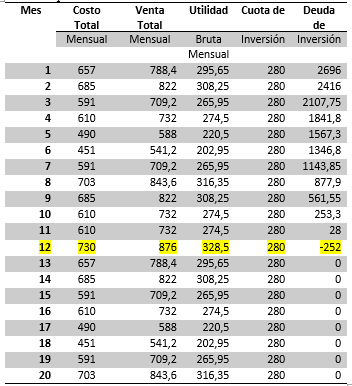 Mes Costo Venta Utilidad Cuota de Deuda
Total Total de
Mensual Mensual Bruta Inversión Inversión
Mensual
1 657 788,4 295,65 280 2696
2 685 822 308,25 280 2416
3 591 709,2 265,95 280 2107,75
4 610 732 274,5 280 1841,8
5 490 588 220,5 280 1567,3
6 451 541,2 202,95 280 1346,8
7 591 709,2 265,95 280 1143,85
8 703 843,6 316,35 280 877,9
9 685 822 308,25 280 561,55
10 610 732 274,5 280 253,3
11 610 732 274,5 280 28
12 730 876 328,5 280 -252
13 657 788,4 295,65 280 0
14 685 822 308,25 280 0
15 591 709,2 265,95 280 0
16 610 732 274,5 280 0
17 490 588 220,5 280 0
18 451 541,2 202,95 280 0
19 591 709,2 265,95 280 0
20 703 843,6 316,35 280 0